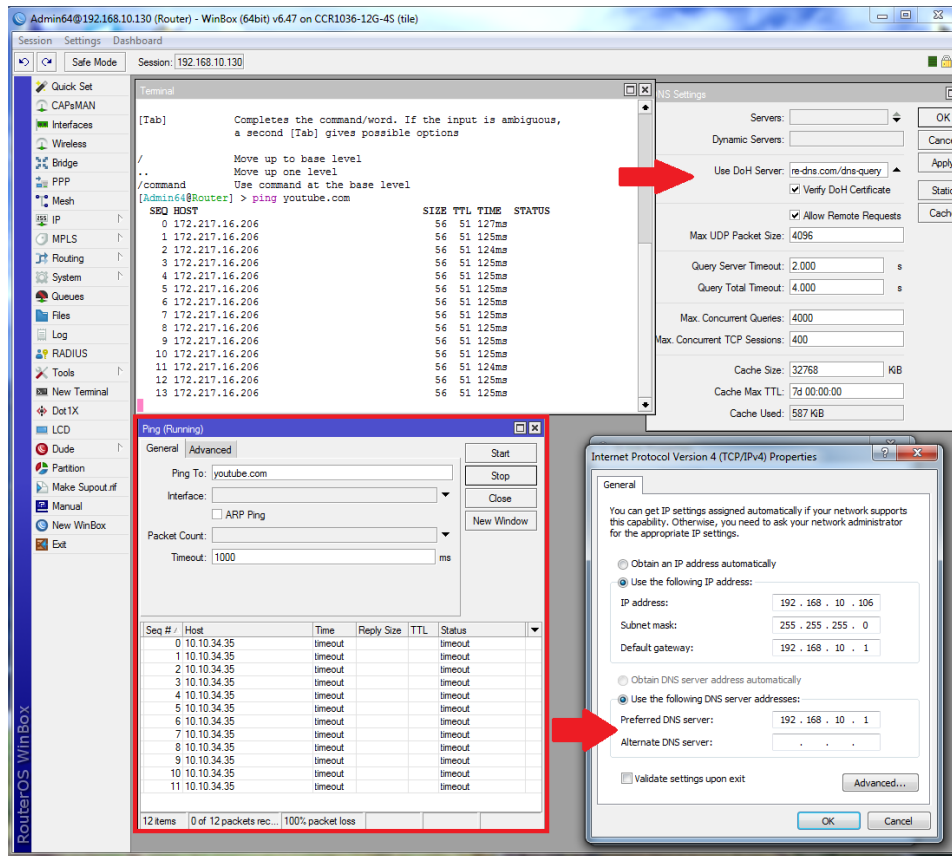 Admin64@192.168.10.130 (Router) - WinBox (64bit) v6.47 on CCR1036-12G-4S (tile)
Session Settings Dashboard
Safe Mode Session: 192.168.10.130
Quick Set
CAPsMAN
Interfaces
Wireless
Bridge
PPP
Mesh
IP
MPLS
Routing
System
Queues
Files
Log
RADIUS
Tools
New Terminal
Dot1X
LCD
Dude
Partition
Make Supout.rif
Manual
New WinBox
Exit
RouterOS WinBox
Terminal
[Tab] Completes the command/word. If the input is ambiguous,
a second [Tab] gives possible options
/ Move up to base level
.. Move up one level
/command Use command at the base level
[Admin64@Router] > ping youtube.com
SEQ HOST SIZE TTL TIME STATUS
0 172.217.16.206 56 51 127ms
1 172.217.16.206 56 51 125ms
2 172.217.16.206 56 51 124ms
3 172.217.16.206 56 51 125ms
4 172.217.16.206 56 51 125ms
5 172.217.16.206 56 51 125ms
6 172.217.16.206 56 51 125ms
7 172.217.16.206 56 51 125ms
8 172.217.16.206 56 51 125ms
9 172.217.16.206 56 51 125ms
10 172.217.16.206 56 51 125ms
11 172.217.16.206 56 51 124ms
12 172.217.16.206 56 51 125ms
13 172.217.16.206 56 51 125ms
NS Settings
Servers:
OK
Dynamic Servers:
Cance
Use DoH Server: re-dns.com/dns-query
Apply
Verify DoH Certificate
Static
Allow Remote Requests
Cach
Max UDP Packet Size: 4096
Query Server Timeout: 2.000 s
Query Total Timeout: 4.000 s
Max. Concurrent Queries: 4000
Max. Concurrent TCP Sessions: 400
Cache Size: 32768 KiB
Cache Max TTL: 7d 00:00:00
Cache Used: 587 KiB
Ping (Running)
General Advanced
Start
Ping To: youtube.com
Stop
Interface:
Close
ARP Ping
New Window
Packet Count:
Timeout: 1000 ms
Seq # Host Time Reply Size TTL Status
0 10.10.34.35 timeout timeout
1 10.10.34.35 timeout timeout
2 10.10.34.35 timeout timeout
3 10.10.34.35 timeout timeout
4 10.10.34.35 timeout timeout
5 10.10.34.35 timeout timeout
6 10.10.34.35 timeout timeout
7 10.10.34.35 timeout timeout
8 10.10.34.35 timeout timeout
9 10.10.34.35 timeout timeout
10 10.10.34.35 timeout timeout
11 10.10.34.35 timeout timeout
12 items 0 of 12 packets rec... 100% packet loss
Internet Protocol Version 4 (TCP/IPv4) Properties
General
You can get IP settings assigned automatically if your network supports
this capability. Otherwise, you need to ask your network administrator
for the appropriate IP settings.
Obtain an IP address automatically
Use the following IP address:
IP address: 192 . 168 . 10 . 106
Subnet mask: 255 . 255 . 255 . 0
Default gateway: 192 . 168 . 10 . 1
Obtain DNS server address automatically
Use the following DNS server addresses:
Preferred DNS server: 192 . 168 . 10 . 1
Alternate DNS server: . . .
Validate settings upon exit
Advanced...
OK Cancel